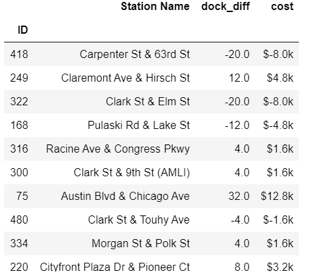 Station Name dock_diff cost
ID
418 Carpenter St & 63rd St -20.0 $-8.0k
249 Claremont Ave & Hirsch St 12.0 $4.8k
322 Clark St & Elm St -20.0 $-8.0k
168 Pulaski Rd & Lake St -12.0 $-4.8k
316 Racine Ave & Congress Pkwy 4.0 $1.6k
300 Clark St & 9th St (AMLI) 4.0 $1.6k
75 Austin Blvd & Chicago Ave 32.0 $12.8k
480 Clark St & Touhy Ave -4.0 $-1.6k
334 Morgan St & Polk St 4.0 $1.6k
220 Cityfront Plaza Dr & Pioneer Ct 8.0 $3.2k